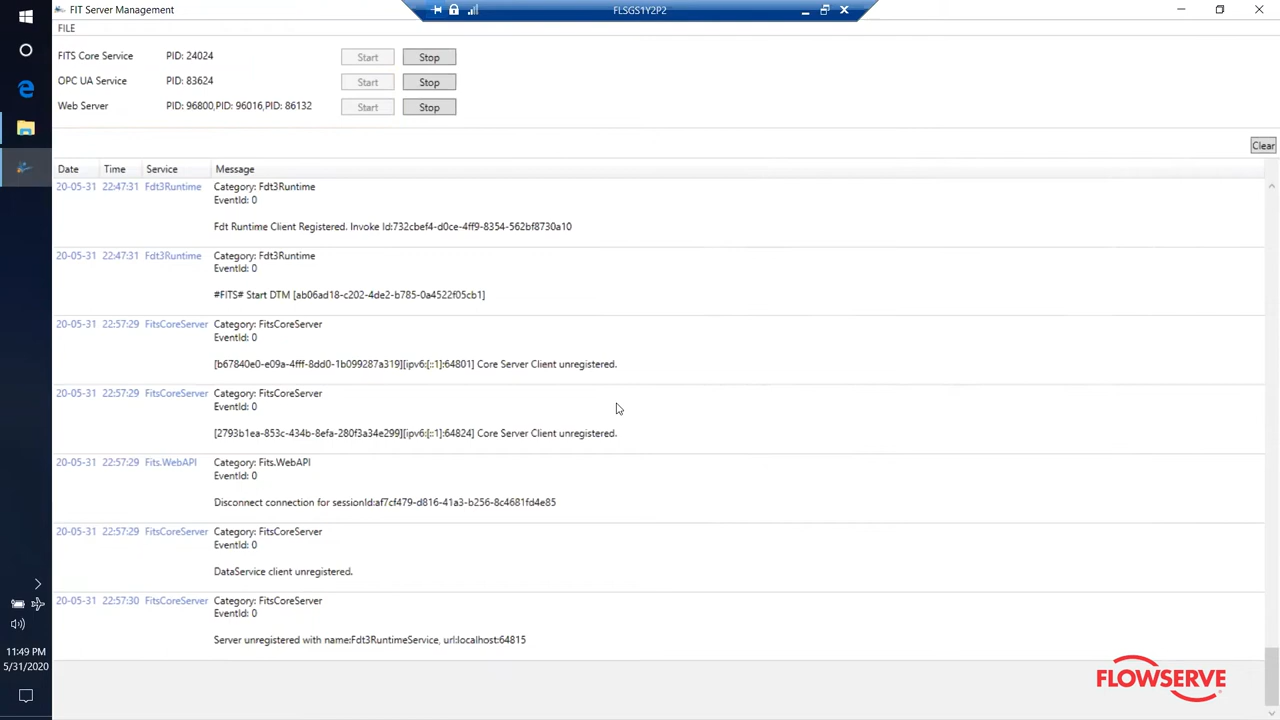 FIT Server Management
FLSGS1Y2P2
FILE
FITS Core Service PID: 24024 Start Stop
OPC UA Service PID: 83624 Start Stop
Web Server PID: 96800,PID: 96016,PID: 86132 Start Stop
Clear
Date Time Service Message
20-05-31 22:47:31 Fdt3Runtime Category: Fdt3Runtime
EventId: 0
Fdt Runtime Client Registered. Invoke Id:732cbef4-d0ce-4ff9-8354-562bf8730a10
20-05-31 22:47:31 Fdt3Runtime Category: Fdt3Runtime
EventId: 0
#FITS# Start DTM [ab06ad18-c202-4de2-b785-0a4522f05cb1]
20-05-31 22:57:29 FitsCoreServer Category: FitsCoreServer
EventId: 0
[b67840e0-e09a-4fff-8dd0-1b099287a319][ipv6:[::1]:64801] Core Server Client unregistered.
20-05-31 22:57:29 FitsCoreServer Category: FitsCoreServer
EventId: 0
[2793b1ea-853c-434b-8efa-280f3a34e299][ipv6:[::1]:64824] Core Server Client unregistered.
20-05-31 22:57:29 Fits.WebAPI Category: Fits.WebAPI
EventId: 0
Disconnect connection for sessionId:af7cf479-d816-41a3-b256-8c4681fd4e85
20-05-31 22:57:29 FitsCoreServer Category: FitsCoreServer
EventId: 0
DataService client unregistered.
20-05-31 22:57:30 FitsCoreServer Category: FitsCoreServer
EventId: 0
Server unregistered with name:Fdt3RuntimeService, url:localhost:64815
11:49 PM
5/31/2020
FLOWSERVE